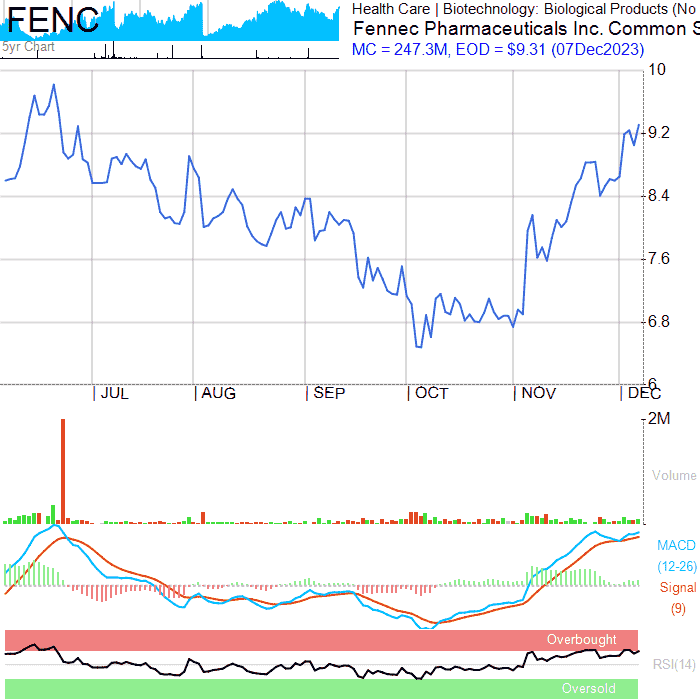 FENC
5yr Chart
Health Care | Biotechnology: Biological Products (No
Fennec Pharmaceuticals Inc. Common S
MC = 247.3M, EOD = $9.31 (07Dec2023)
10
9.2
8.4
7.6
6.8
6
JUL AUG SEP OCT NOV DEC
2M
Volume
MACD
(12-26)
Signal
(9)
Overbought
RSI(14)
Oversold